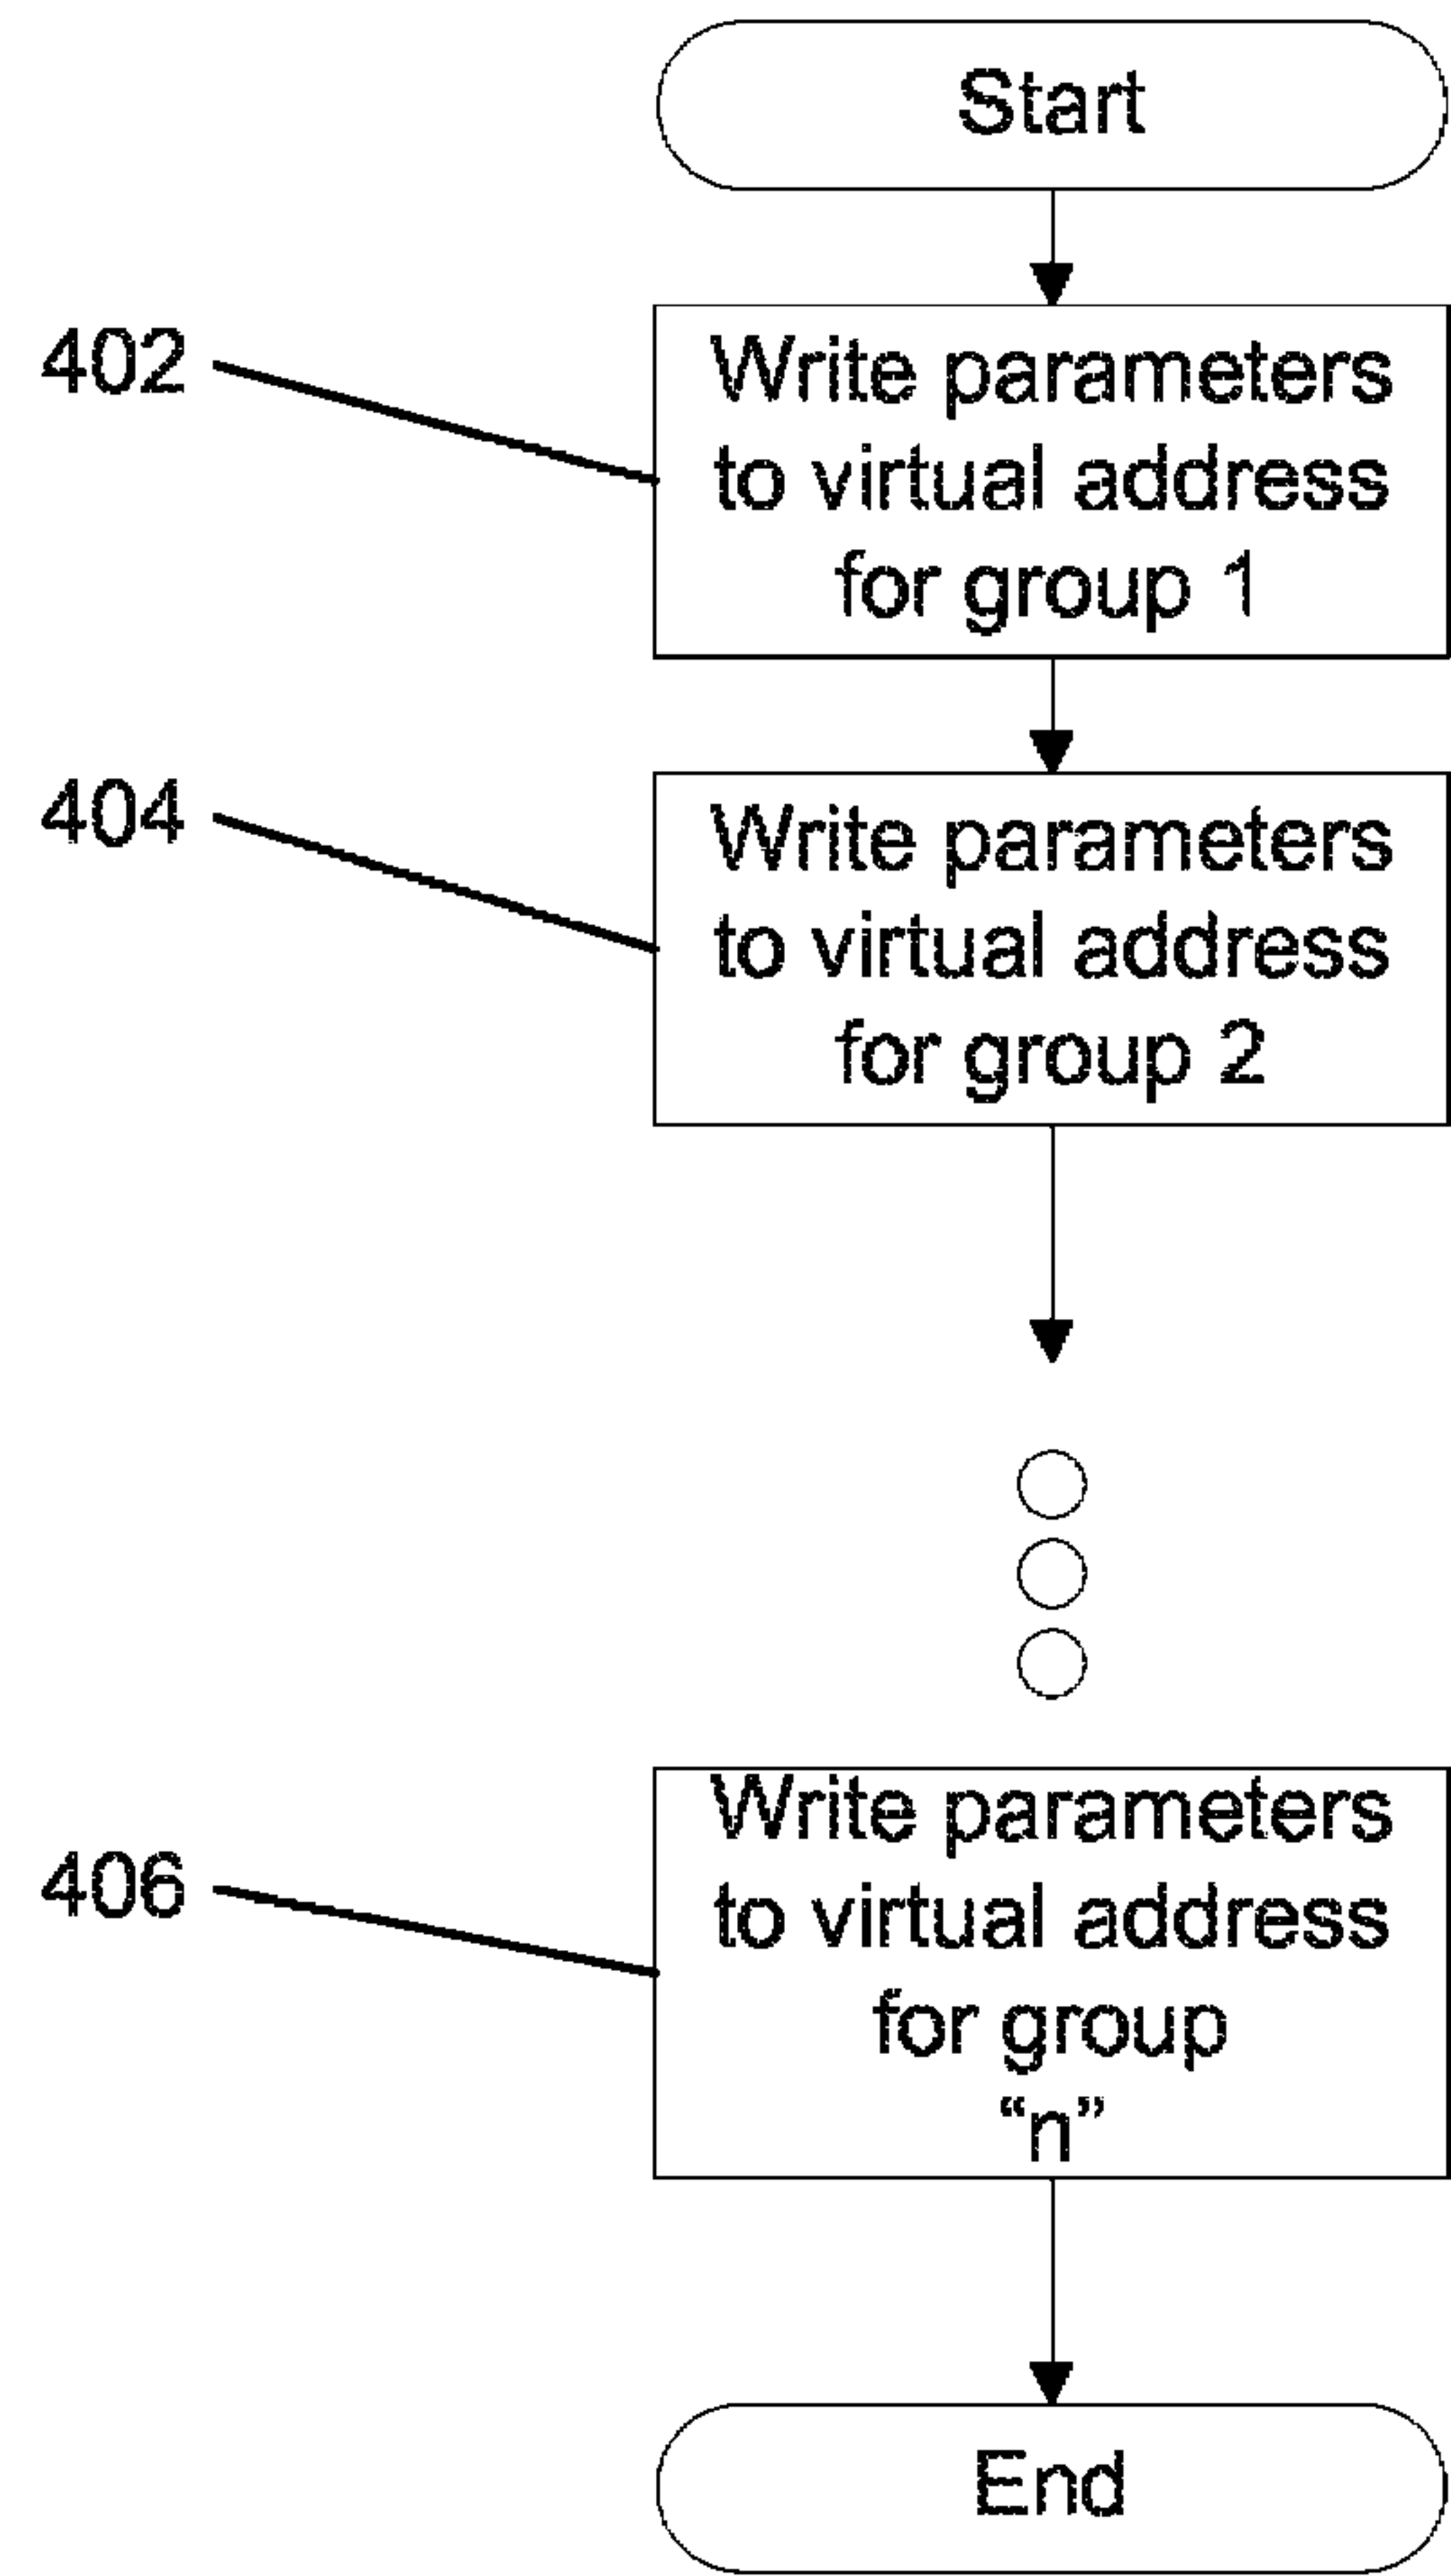 Start
402
Write parameters
to virtual address
for group 1
404
Write parameters
to virtual address
for group 2
406
Write parameters
to virtual address
for group
“n”
End